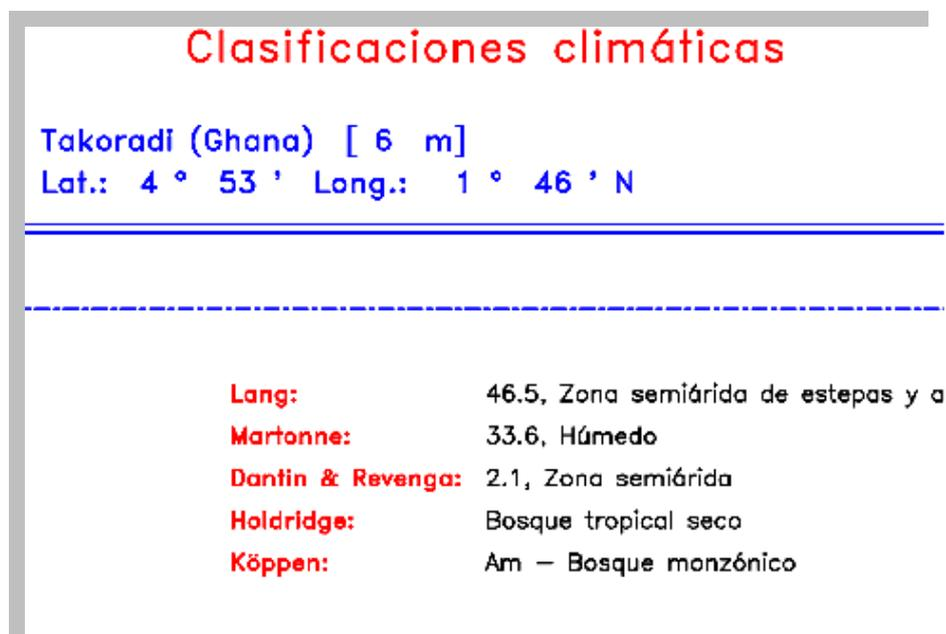 Clasificaciones climáticas
Takoradi (Ghana) [ 6 m]
Lat.: 4 º 53 ' Long.: 1 º 46 ' N
Lang: 46.5, Zona semiárida de estepas y a
Martonne: 33.6, Húmedo
Dantin & Revenga: 2.1, Zona semiárida
Holdridge: Bosque tropical seco
Köppen: Am – Bosque monzónico